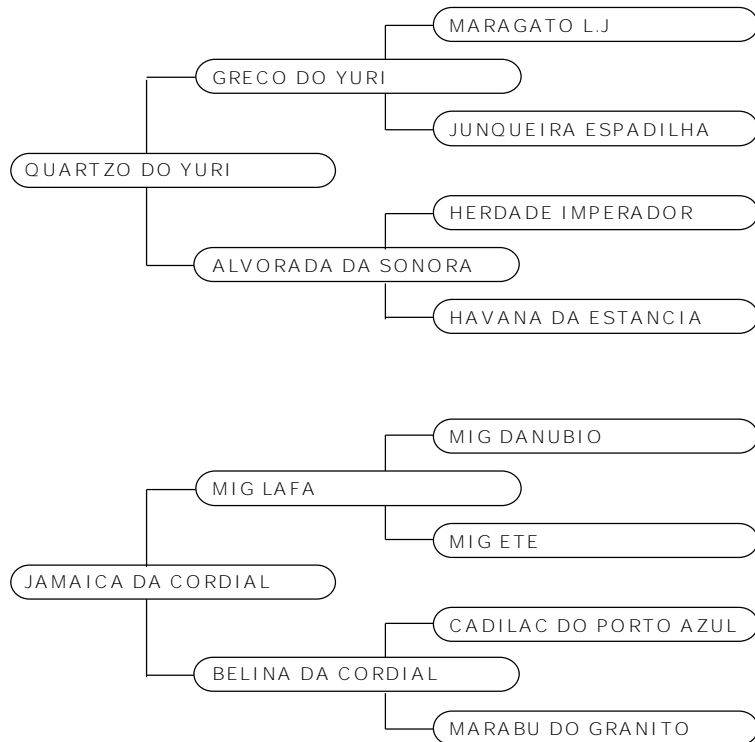 MARAGATO L.J
GRECO DO YURI
JUNQUEIRA ESPADILHA
QUARTZO DO YURI
HERDADE IMPERADOR
ALVORADA DA SONORA
HAVANA DA ESTANCIA
MIG DANUBIO
MIG LAFA
MIG ETE
JAMAICA DA CORDIAL
CADILAC DO PORTO AZUL
BELINA DA CORDIAL
MARABU DO GRANITO